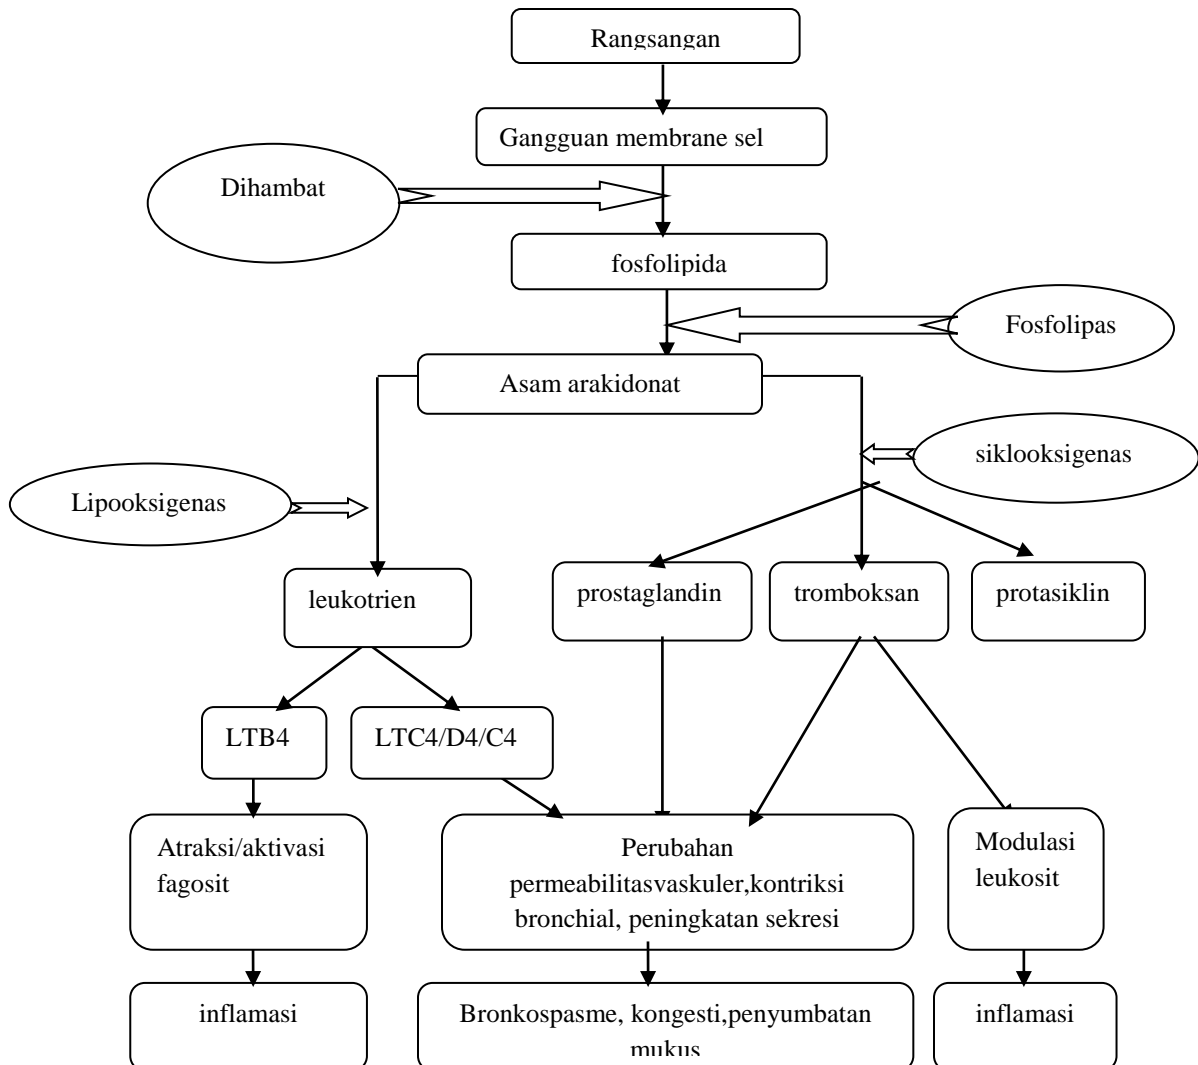 Rangsangan
Gangguan membrane sel
Dihambat
fosfolipida
Fosfolipas
Asam arakidonat
siklooksigenas
Lipooksigenas
leukotrien
prostaglandin
tromboksan
protasiklin
LTB4
LTC4/D4/C4
Atraksi/aktivasi
fagosit
Perubahan
permeabilitasvaskuler,kontriksi
bronchial, peningkatan sekresi
Modulasi
leukosit
inflamasi
Bronkospasme, kongesti,penyumbatan
mukus
inflamasi